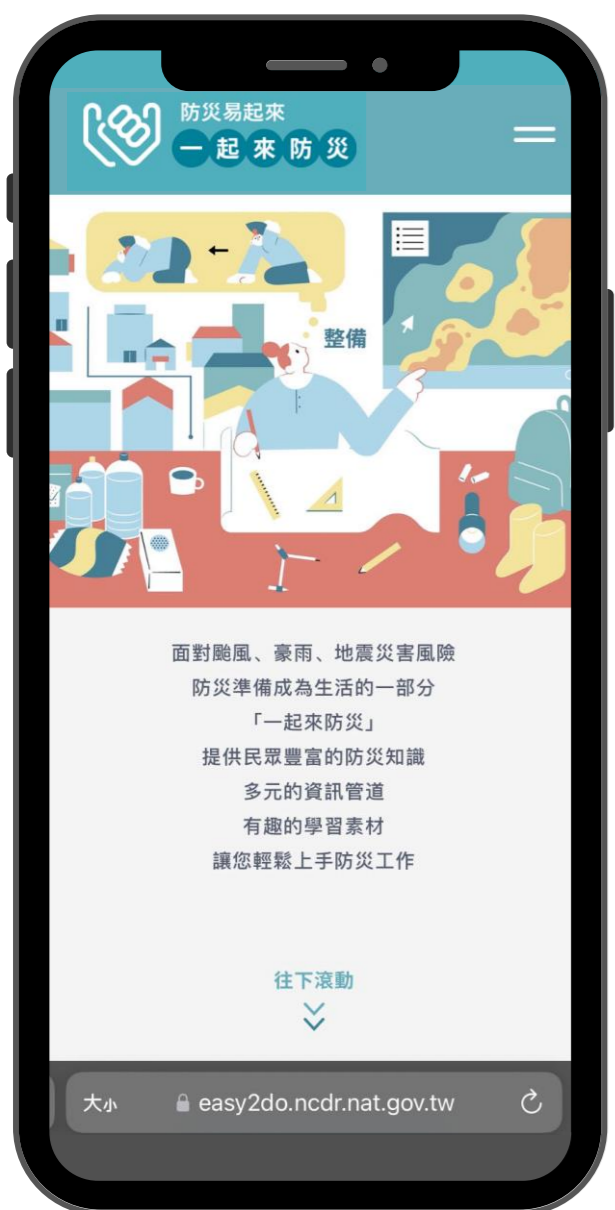 防災易起來
一起來防災
整備
面對颱風、豪雨、地震災害風險
防災準備成為生活的一部分
「一起來防災」
提供民眾豐富的防災知識
多元的資訊管道
有趣的學習素材
讓您輕鬆上手防災工作
往下滾動
大小 easy2do.ncdr.nat.gov.tw